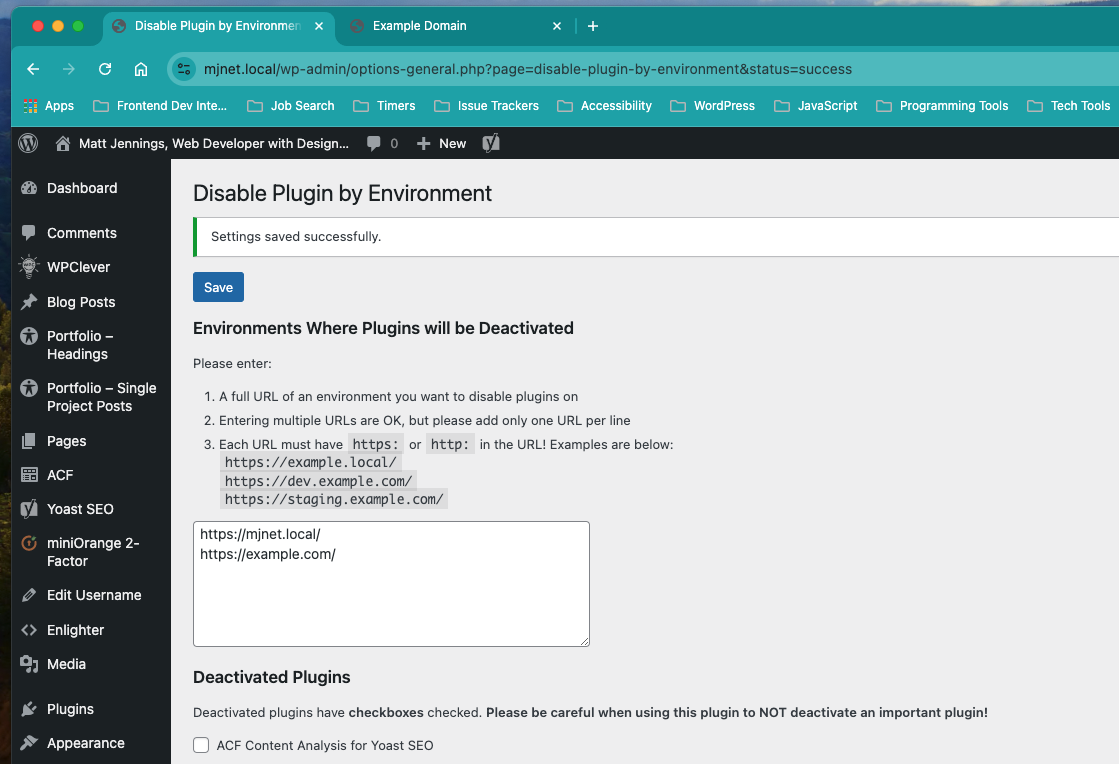 Disable Plugin by Environmen
Example Domain
mjnet.local/wp-admin/options-general.php?page=disable-plugin-by-environment&status=success
Apps
Frontend Dev Inte...
Job Search
Timers
Issue Trackers
Accessibility
WordPress
JavaScript
Programming Tools
Tech Tools
Matt Jennings, Web Developer with Design...
0
New
Dashboard
Comments
WPClever
Blog Posts
Portfolio –
Headings
Portfolio – Single
Project Posts
Pages
ACF
Yoast SEO
miniOrange 2-
Factor
Edit Username
Enlighter
Media
Plugins
Appearance
Disable Plugin by Environment
Settings saved successfully.
Save
Environments Where Plugins will be Deactivated
Please enter:
1. A full URL of an environment you want to disable plugins on
2. Entering multiple URLs are OK, but please add only one URL per line
3. Each URL must have https: or http: in the URL! Examples are below:
https://example.local/
https://dev.example.com/
https://staging.example.com/
https://mjnet.local/
https://example.com/
Deactivated Plugins
Deactivated plugins have checkboxes checked. Please be careful when using this plugin to NOT deactivate an important plugin!
ACF Content Analysis for Yoast SEO